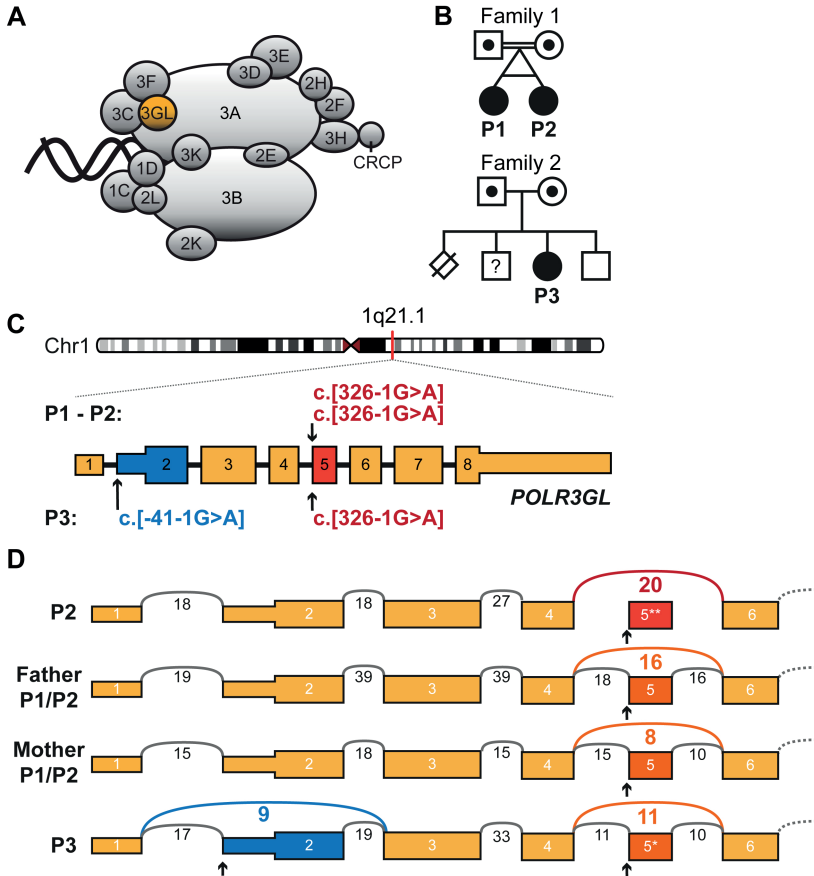 A
3E
3D
3F
2H
3C
3GL
3A
2F
3H
3K
2E
CRCP
1D
1C
2L
3B
2K
B
Family 1
P1
P2
Family 2
?
P3
C
1q21.1
Chr1
c.[326-1G>A]
P1 - P2:
c.[326-1G>A]
1
2
3
4
5
6
7
8
POLR3GL
P3:
c.[-41-1G>A]
c.[326-1G>A]
D
20
P2
1
18
2
18
3
27
4
5**
6
16
Father
P1/P2
1
19
2
39
3
39
4
18
5
16
6
8
Mother
P1/P2
1
15
2
18
3
15
4
15
5
10
6
9
11
P3
1
17
2
19
3
33
4
11
5*
10
6